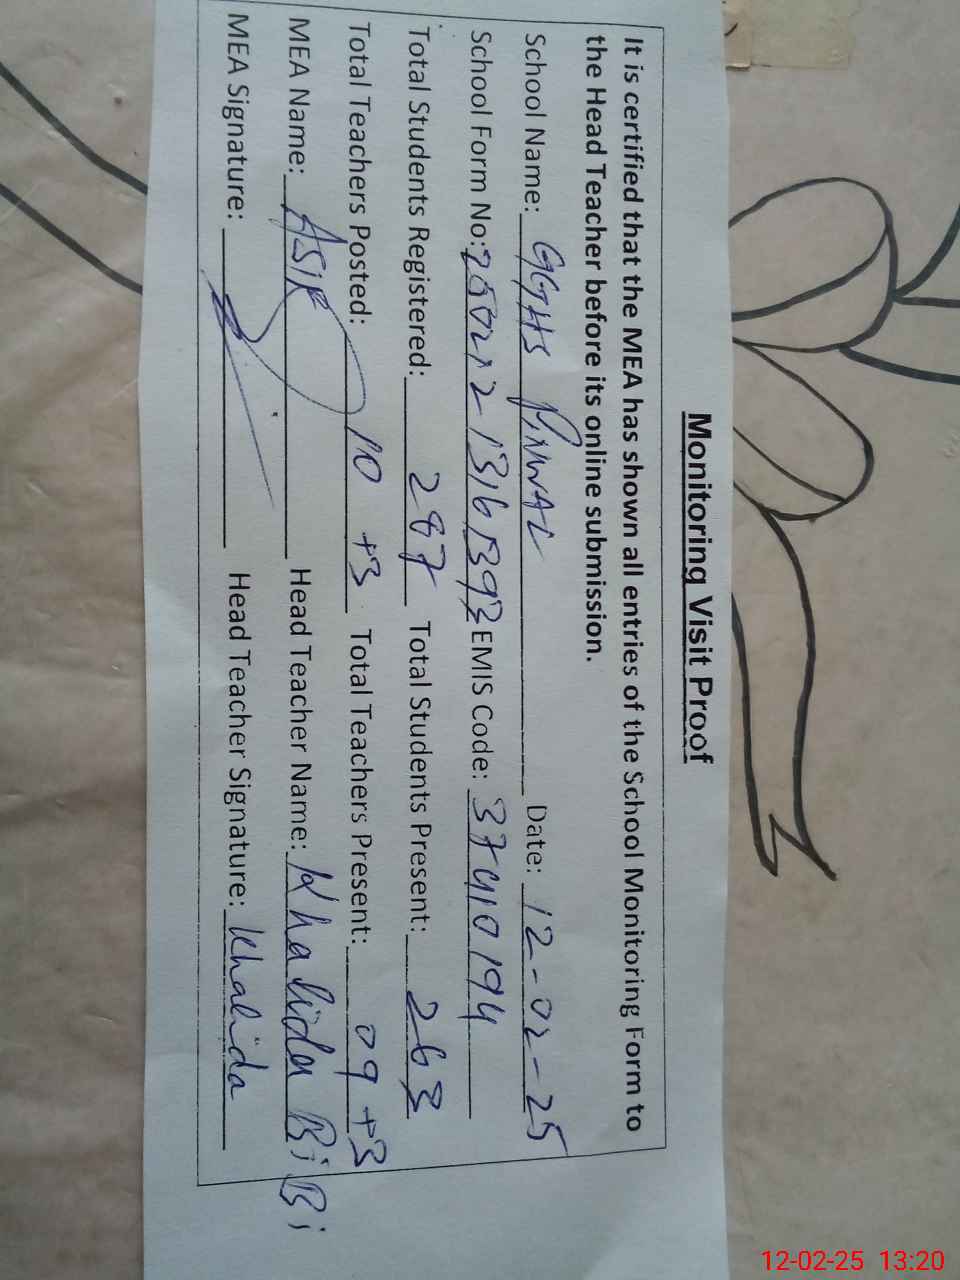 Monitoring Visit Proof
It is certified that the MEA has shown all entries of the School Monitoring Form to
the Head Teacher before its online submission.
School Name: GGHS Date: 12-02-25
School Form No: EMIS Code: 37410194
Total Students Registered: 287 Total Students Present: 263
Total Teachers Posted: 10 +3 Total Teachers Present: 09 +3
MEA Name: ASIF Head Teacher Name: Khalida BiBi
MEA Signature: Head Teacher Signature: Khalida
12-02-25 13:20